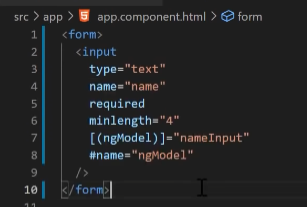 src > app > app.component.html > form
1 <form>
2 <input
3 type="text"
4 name="name"
5 required
6 minlength="4"
7 [(ngModel)]="nameInput"
8 #name="ngModel"
9 />
10 </form>